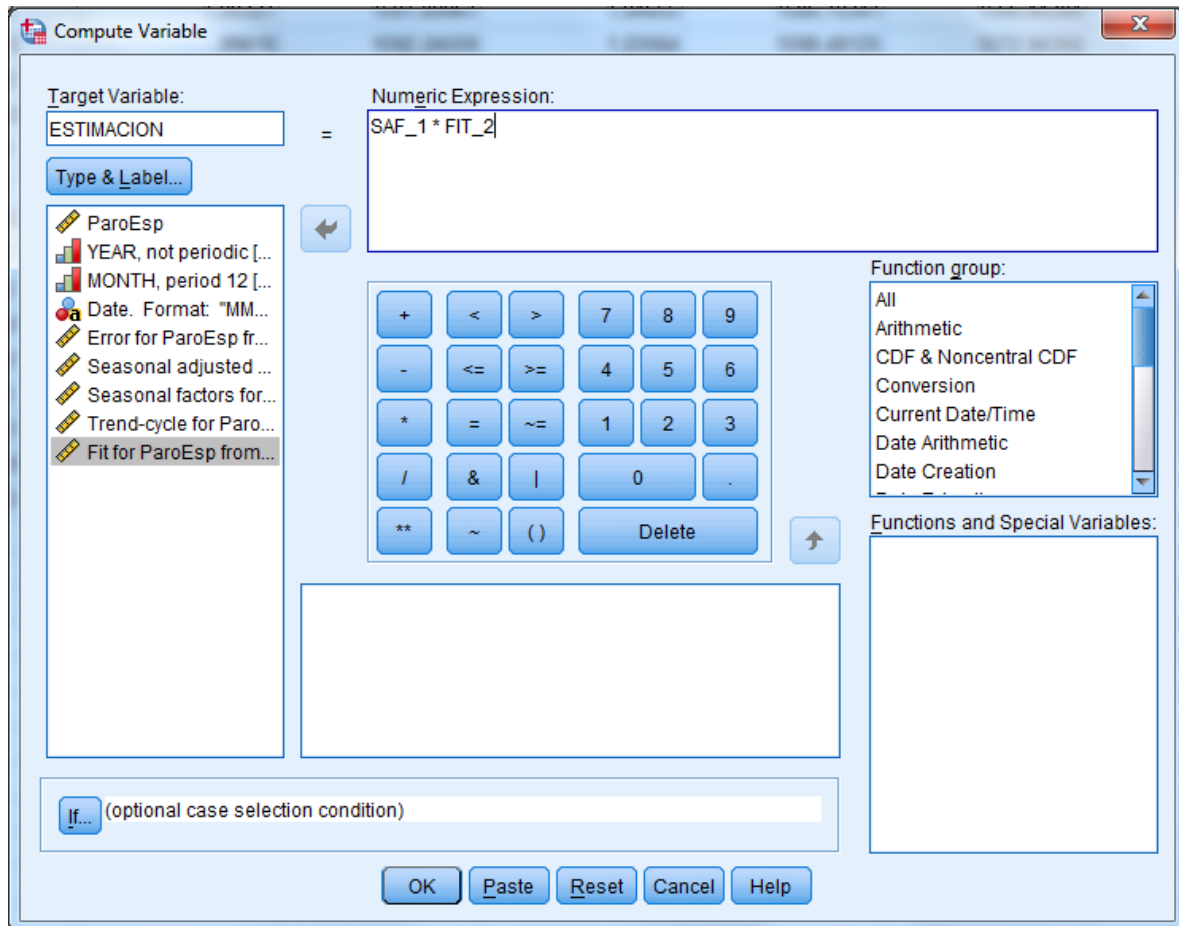 Compute Variable
X
Target Variable:
ESTIMACION
=
Type & Label...
Numeric Expression:
SAF_1 * FIT_2
ParoEsp
YEAR, not periodic [...
MONTH, period 12 [...
Date. Format: "MM...
Error for ParoEsp fr...
Seasonal adjusted ...
Seasonal factors for...
Trend-cycle for Paro...
Fit for ParoEsp from...
+ < > 7 8 9
- <= >= 4 5 6
* = ~= 1 2 3
/ & | 0 .
** ~ ( ) Delete
Function group:
All
Arithmetic
CDF & Noncentral CDF
Conversion
Current Date/Time
Date Arithmetic
Date Creation
Functions and Special Variables:
If... (optional case selection condition)
OK Paste Reset Cancel Help